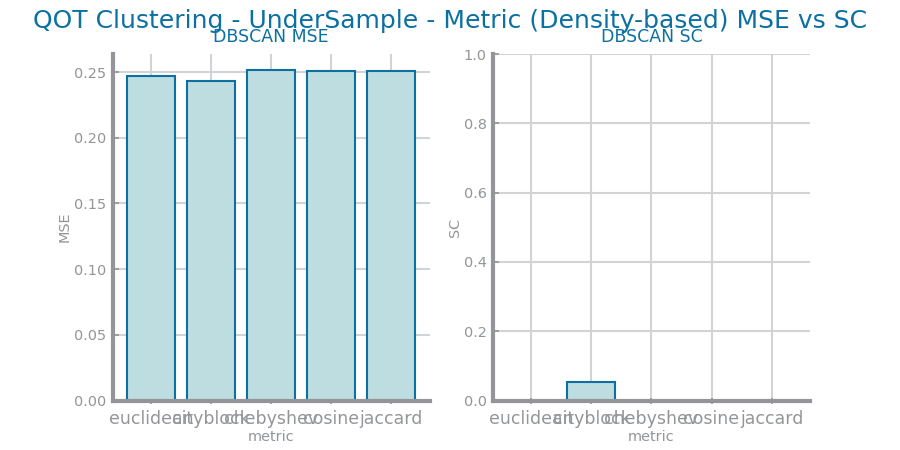 QOT Clustering - UnderSample - Metric (Density-based) MSE vs SC
DBSCAN MSE
MSE
0.25
0.20
0.15
0.10
0.05
0.00
euclidean cityblock chebyshev cosine jaccard
metric
DBSCAN SC
SC
1.0
0.8
0.6
0.4
0.2
0.0
euclidean cityblock chebyshev cosine jaccard
metric